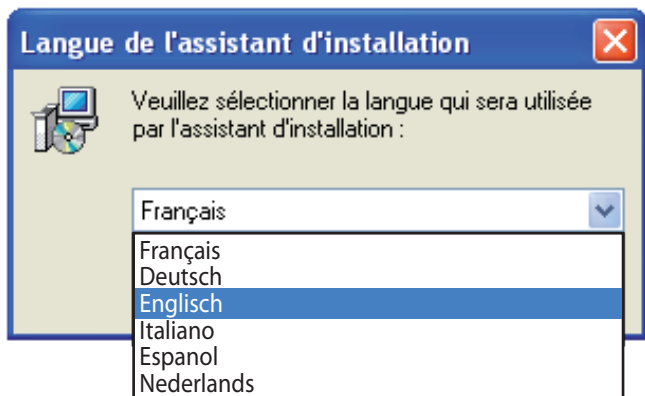 Langue de l'assistant d'installation
Veuillez sélectionner la langue qui sera utilisée
par l'assistant d'installation :
Français
Français
Deutsch
Englisch
Italiano
Espanol
Nederlands